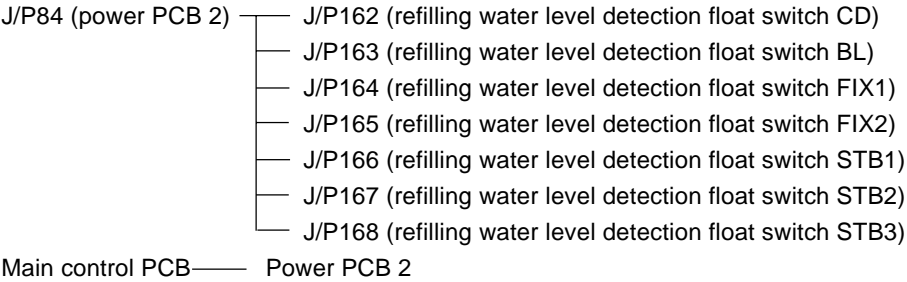 J/P84 (power PCB 2) J/P162 (refilling water level detection float switch CD)
J/P163 (refilling water level detection float switch BL)
J/P164 (refilling water level detection float switch FIX1)
J/P165 (refilling water level detection float switch FIX2)
J/P166 (refilling water level detection float switch STB1)
J/P167 (refilling water level detection float switch STB2)
J/P168 (refilling water level detection float switch STB3)
Main control PCB Power PCB 2